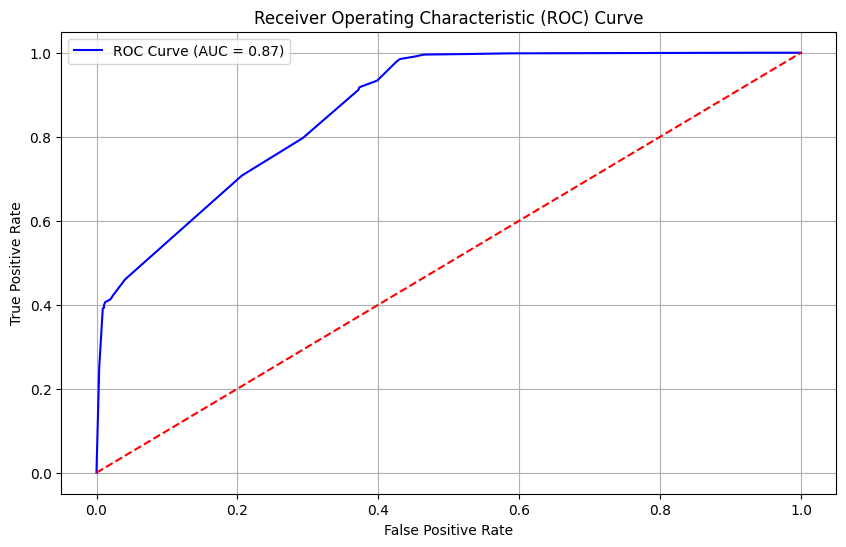 Receiver Operating Characteristic (ROC) Curve
ROC Curve (AUC = 0.87)
True Positive Rate
1.0
0.8
0.6
0.4
0.2
0.0
0.0 0.2 0.4 0.6 0.8 1.0
False Positive Rate